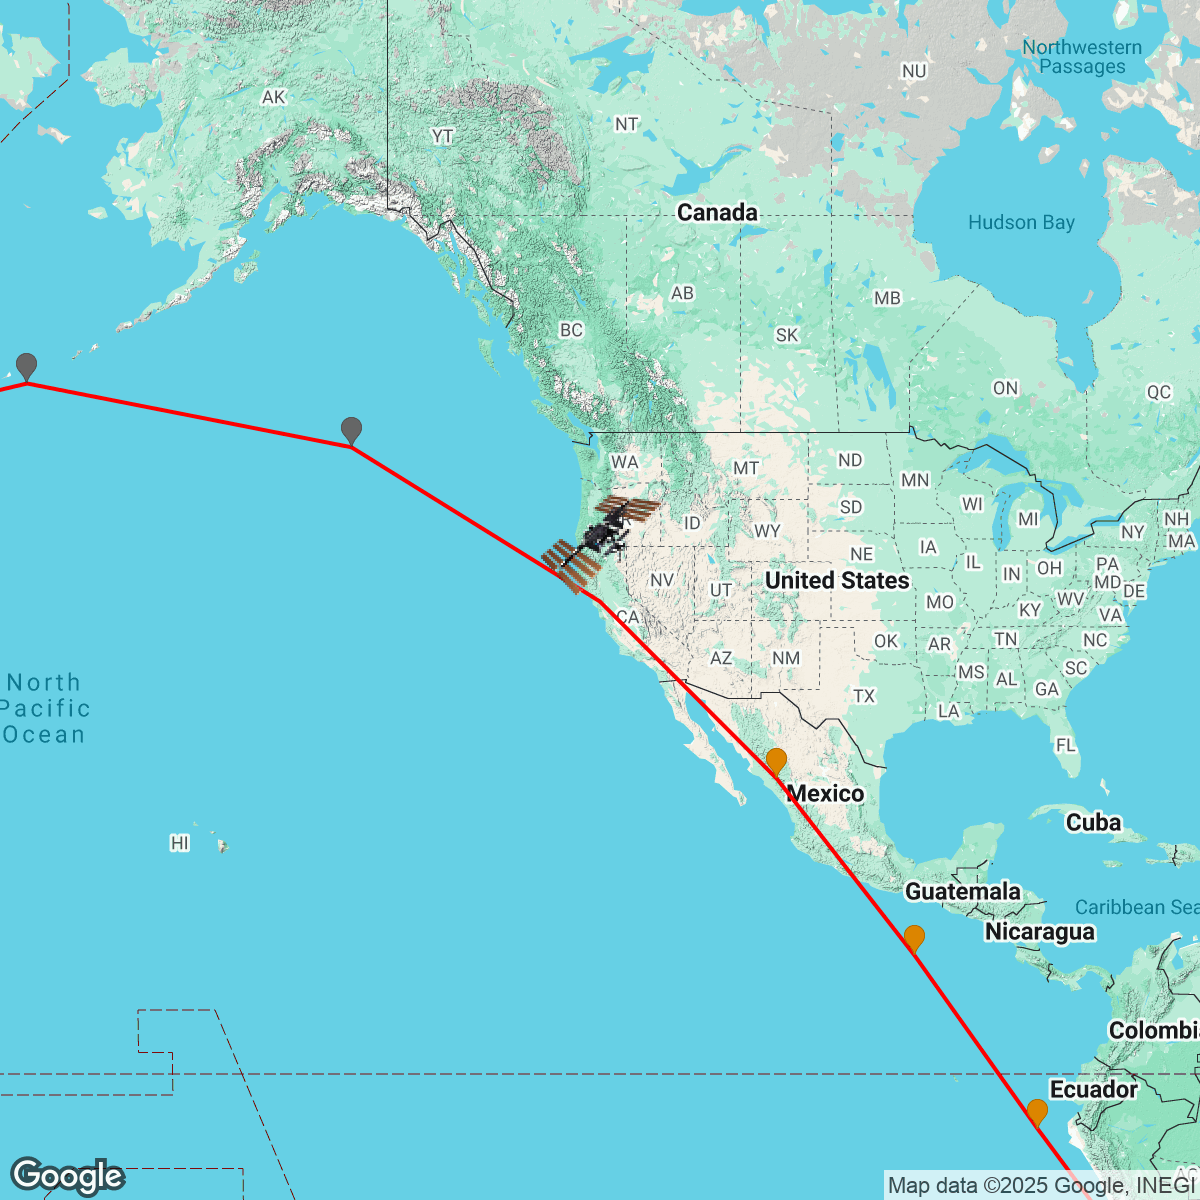 Northwestern
Passages
NU
AK
NT
YT
Canada
Hudson Bay
AB
MB
BC
SK
ON
QC
WA
ND
MT
MN
WI
SD
ID
MI
NH
WY
NY
MA
IA
NE
IL
PA
OH
IN
NV
United States
MD
UT
DE
MO
WV
KY
VA
CA
OK
AR
TN
NC
AZ
NM
MS
SC
AL
North
GA
TX
Pacific
LA
Ocean
FL
Mexico
Cuba
HI
Guatemala
Caribbean Sea
Nicaragua
Colombi
Ecuador
AC
Google
Map data ©2025 Google, INEGI